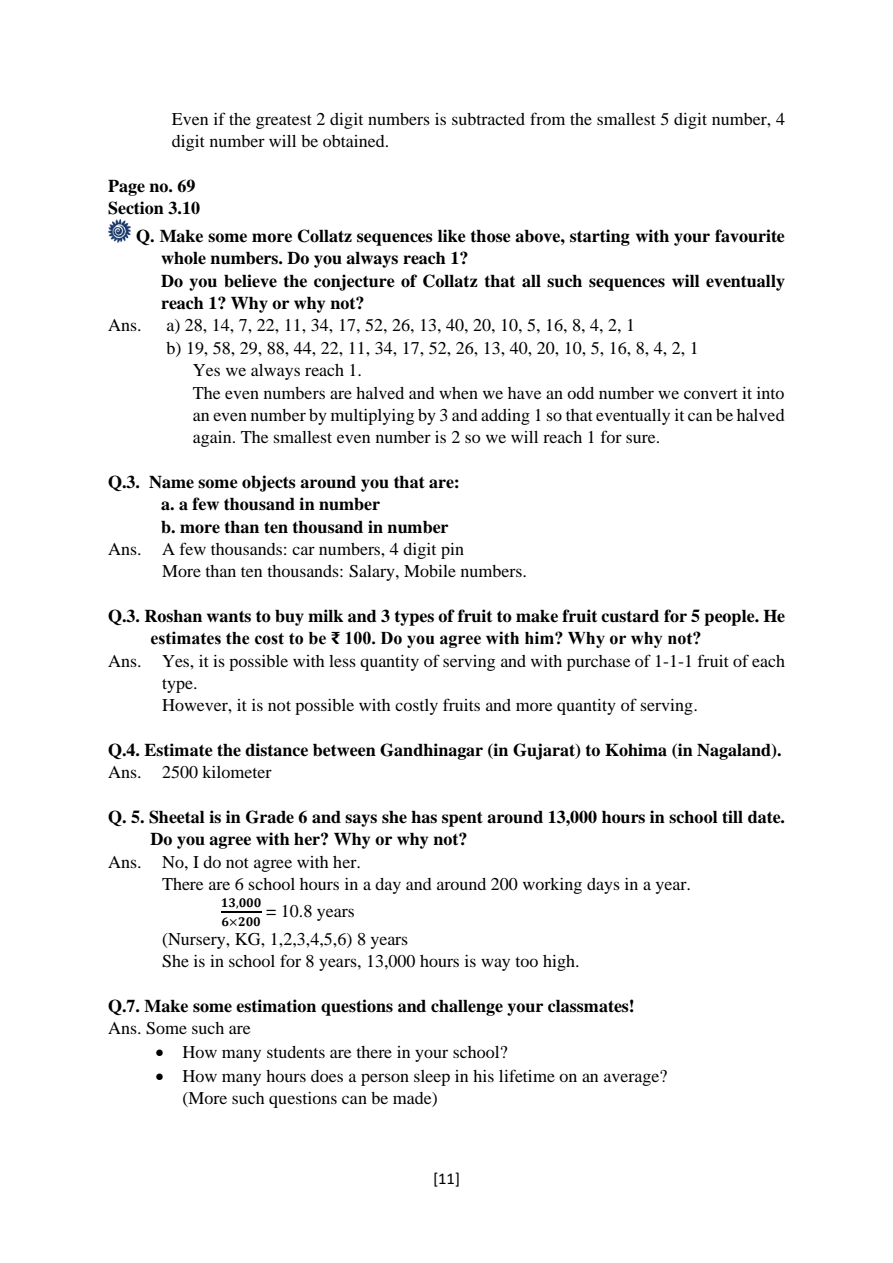 Even if the greatest 2 digit numbers is subtracted from the smallest 5 digit number, 4
digit number will be obtained.
Page no. 69
Section 3.10
Q. Make some more Collatz sequences like those above, starting with your favourite
whole numbers. Do you always reach 1?
Do you believe the conjecture of Collatz that all such sequences will eventually
reach 1? Why or why not?
Ans. a) 28, 14, 7, 22, 11, 34, 17, 52, 26, 13, 40, 20, 10, 5, 16, 8, 4, 2, 1
b) 19, 58, 29, 88, 44, 22, 11, 34, 17, 52, 26, 13, 40, 20, 10, 5, 16, 8, 4, 2, 1
Yes we always reach 1.
The even numbers are halved and when we have an odd number we convert it into
an even number by multiplying by 3 and adding 1 so that eventually it can be halved
again. The smallest even number is 2 so we will reach 1 for sure.
Q.3. Name some objects around you that are:
a. a few thousand in number
b. more than ten thousand in number
Ans. A few thousands: car numbers, 4 digit pin
More than ten thousands: Salary, Mobile numbers.
Q.3. Roshan wants to buy milk and 3 types of fruit to make fruit custard for 5 people. He
estimates the cost to be ₹ 100. Do you agree with him? Why or why not?
Ans. Yes, it is possible with less quantity of serving and with purchase of 1-1-1 fruit of each
type.
However, it is not possible with costly fruits and more quantity of serving.
Q.4. Estimate the distance between Gandhinagar (in Gujarat) to Kohima (in Nagaland).
Ans. 2500 kilometer
Q. 5. Sheetal is in Grade 6 and says she has spent around 13,000 hours in school till date.
Do you agree with her? Why or why not?
Ans. No, I do not agree with her.
There are 6 school hours in a day and around 200 working days in a year.
13,000
6×200 = 10.8 years
(Nursery, KG, 1,2,3,4,5,6) 8 years
She is in school for 8 years, 13,000 hours is way too high.
Q.7. Make some estimation questions and challenge your classmates!
Ans. Some such are
• How many students are there in your school?
• How many hours does a person sleep in his lifetime on an average?
(More such questions can be made)
[11]